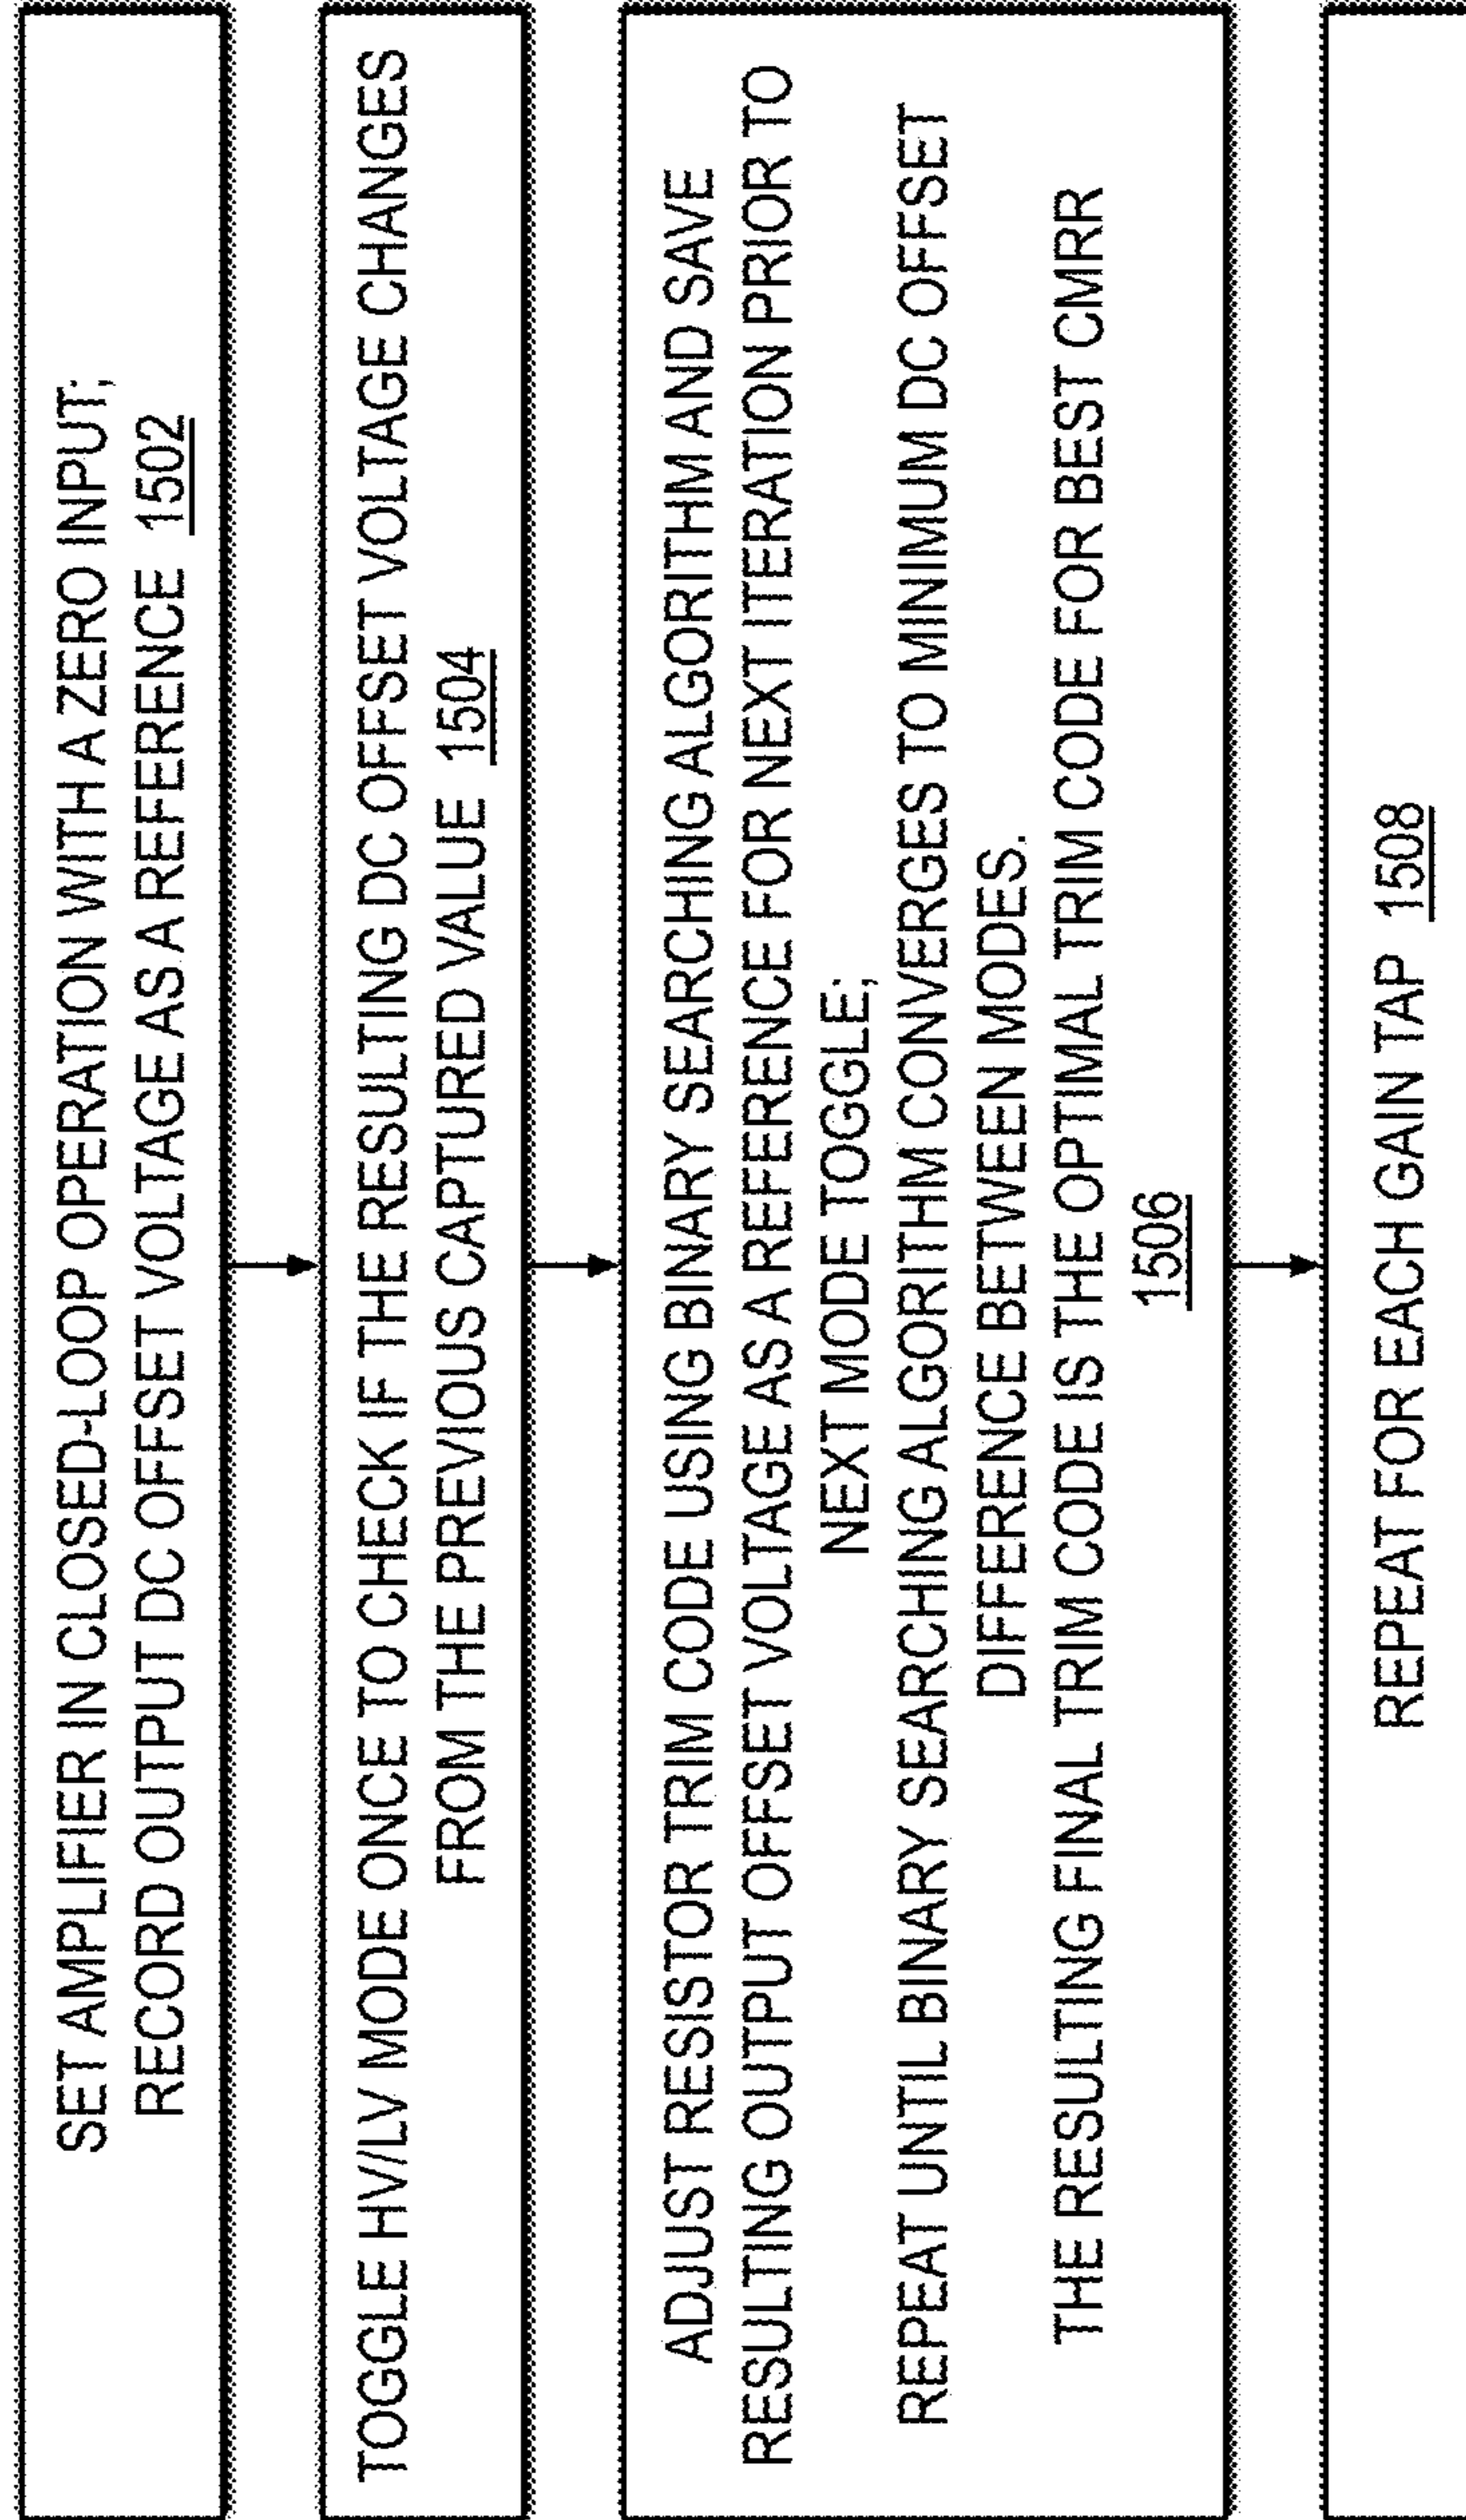 SET AMPLIFIER IN CLOSED-LOOP OPERATION WITH A ZERO INPUT;
RECORD OUTPUT DC OFFSET VOLTAGE AS A REFERENCE 1502
TOGGLE HV/LV MODE ONCE TO CHECK IF THE RESULTING DC OFFSET VOLTAGE CHANGES
FROM THE PREVIOUS CAPTURED VALUE 1504
ADJUST RESISTOR TRIM CODE USING BINARY SEARCHING ALGORITHM AND SAVE
RESULTING OUTPUT OFFSET VOLTAGE AS A REFERENCE FOR NEXT ITERATION PRIOR TO
NEXT MODE TOGGLE;
REPEAT UNTIL BINARY SEARCHING ALGORITHM CONVERGES TO MINIMUM DC OFFSET
DIFFERENCE BETWEEN MODES.
THE RESULTING FINAL TRIM CODE IS THE OPTIMAL TRIM CODE FOR BEST CMRR
1506
REPEAT FOR EACH GAIN TAP 1508